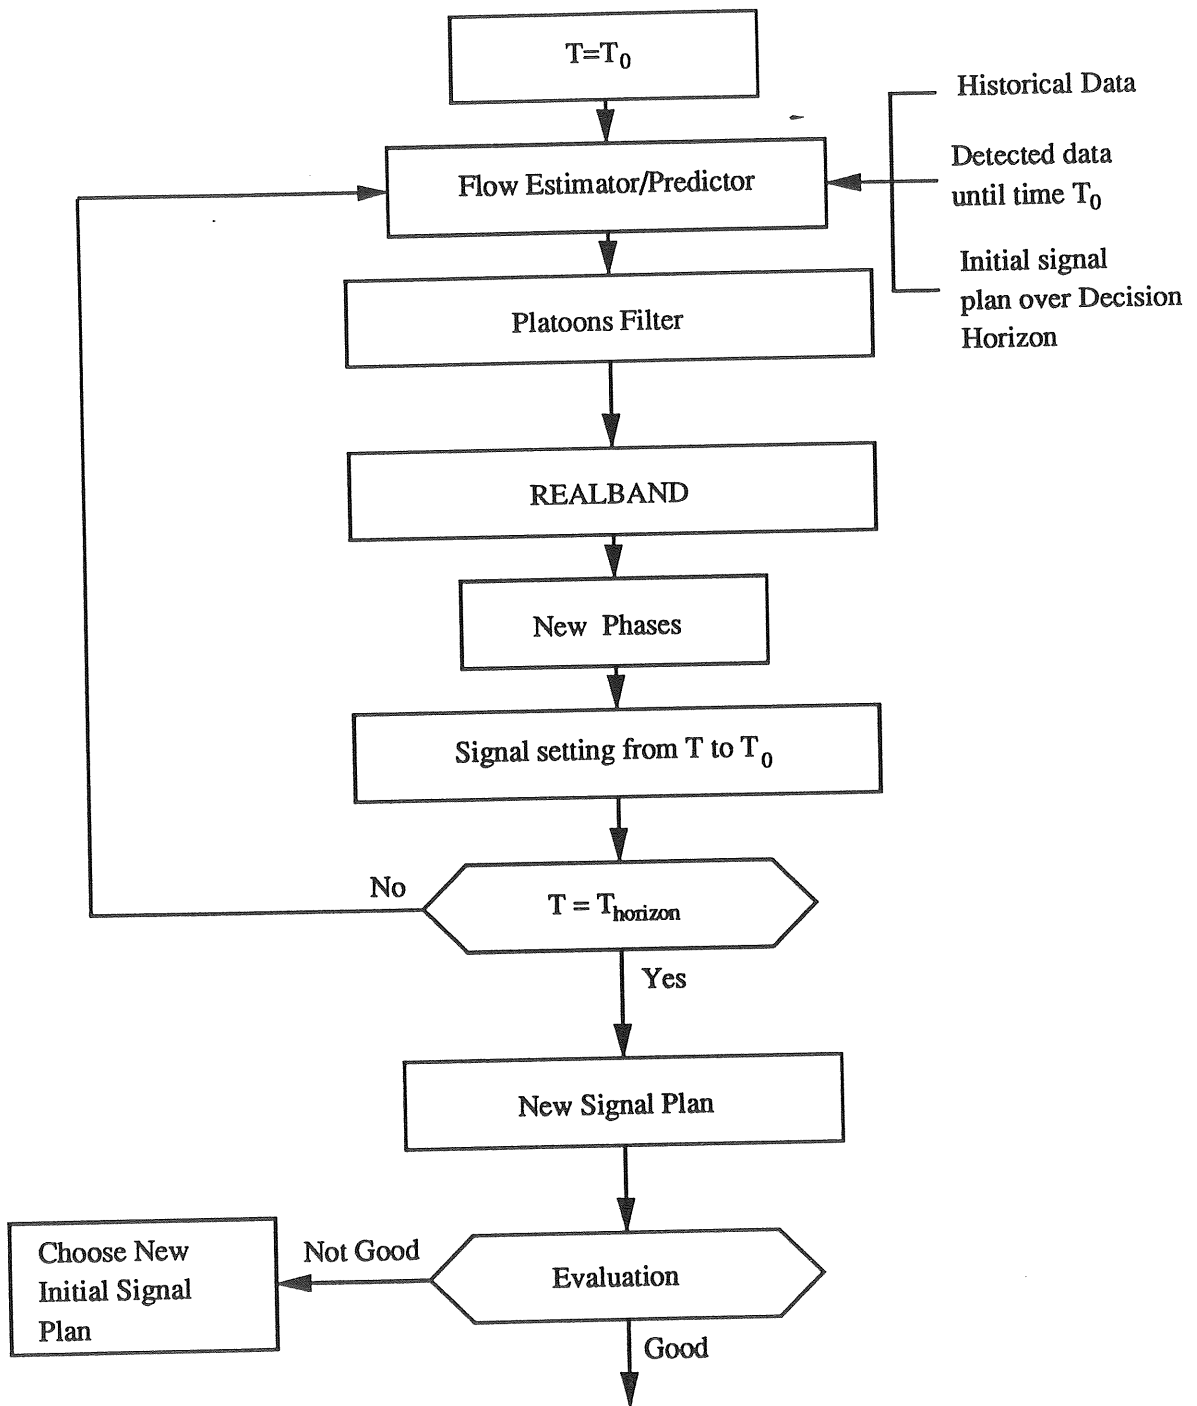 T=T0
Historical Data
Detected data
until time T0
Flow Estimator/Predictor
Initial signal
plan over Decision
Horizon
Platoons Filter
REALBAND
New Phases
Signal setting from T to T0
No
T = Thorizon
Yes
New Signal Plan
Choose New
Initial Signal
Plan
Not Good
Evaluation
Good